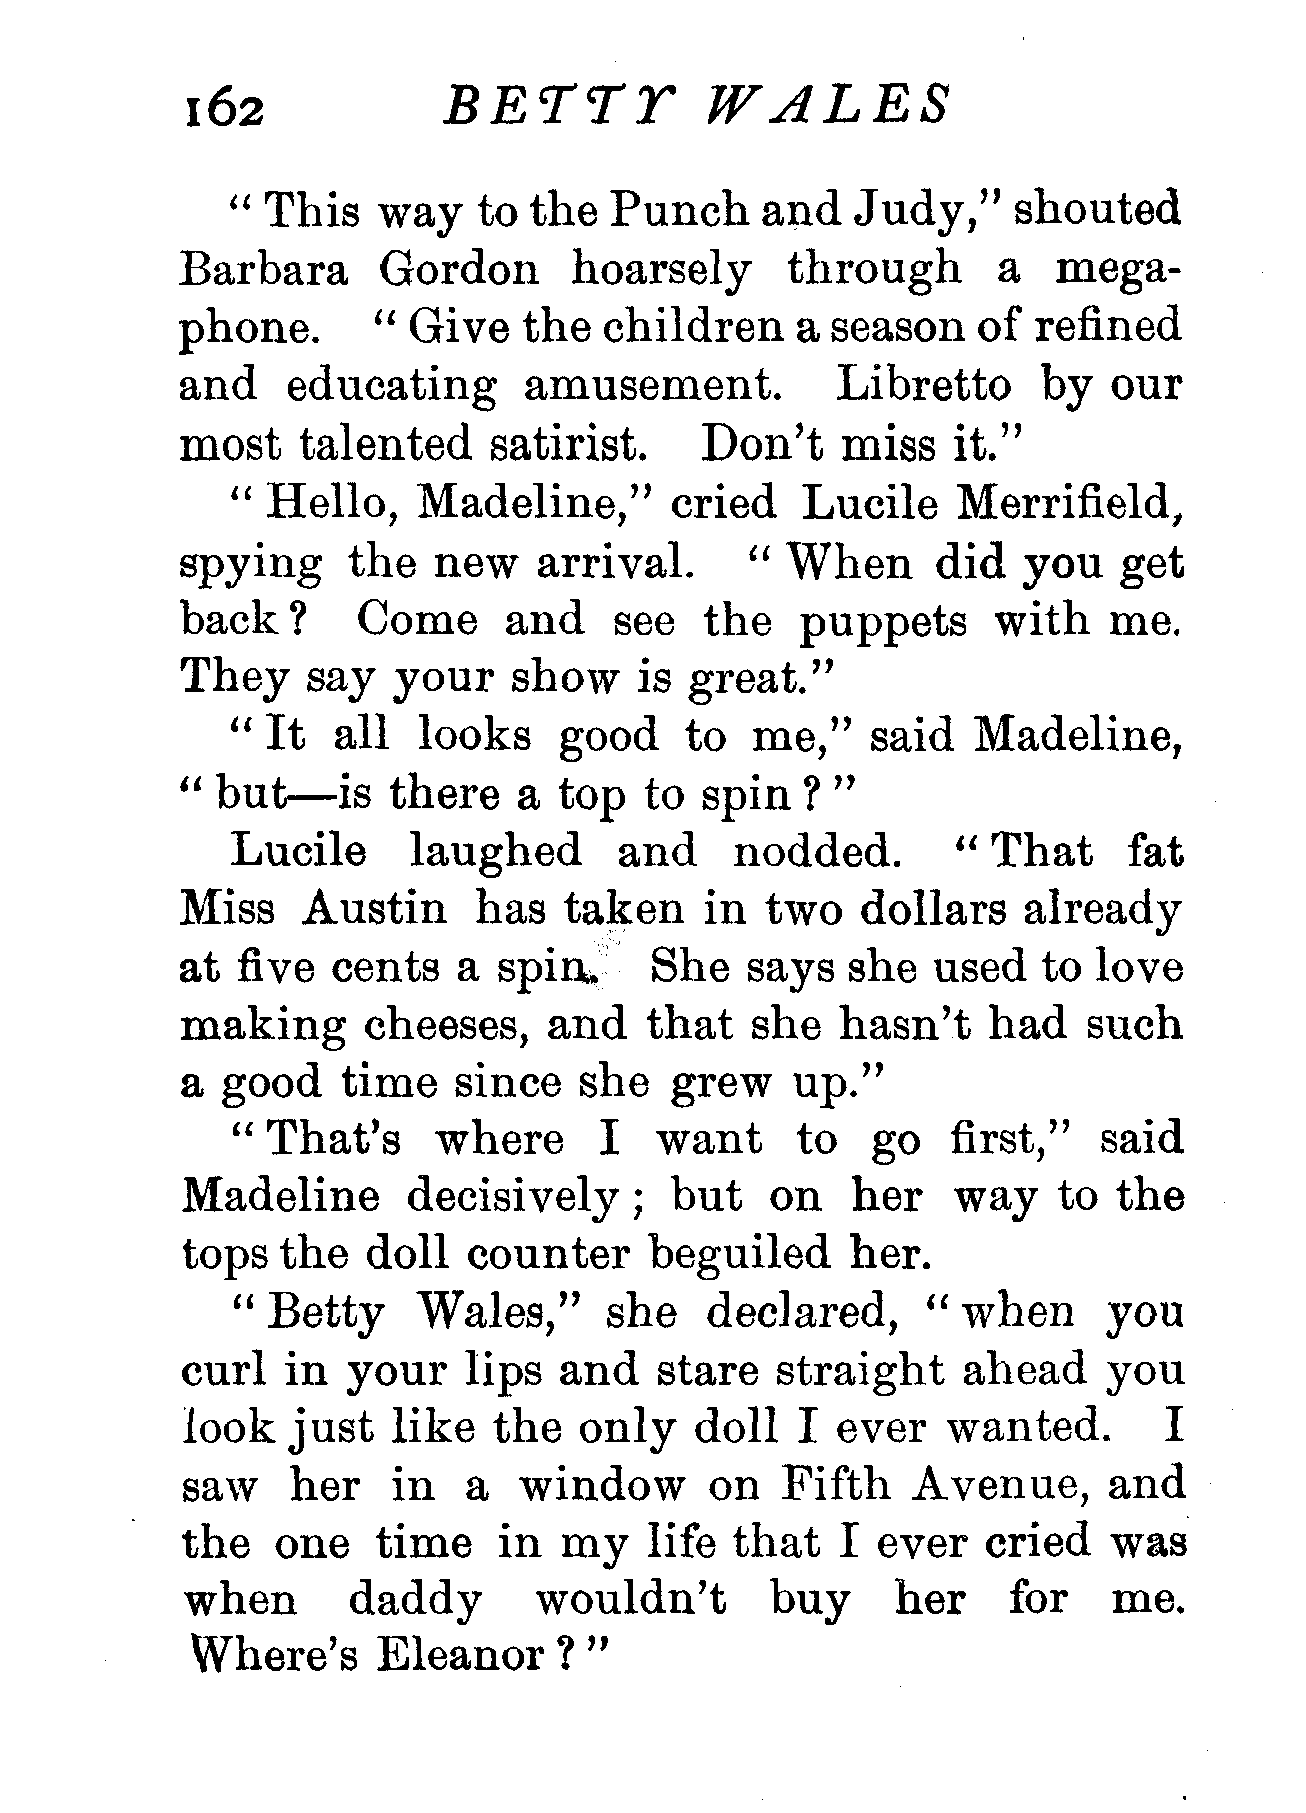 162 BETTY WALES
“ This way to the Punch and Judy,” shouted
Barbara Gordon hoarsely through a mega-
phone. “ Give the children a season of refined
and educating amusement. Libretto by our
most talented satirist. Don’t miss it.”
“ Hello, Madeline,” cried Lucile Merrifield,
spying the new arrival. “ When did you get
back ? Come and see the puppets with me.
They say your show is great.”
“ It all looks good to me,” said Madeline,
“ but—is there a top to spin ? ”
Lucile laughed and nodded. “ That fat
Miss Austin has taken in two dollars already
at five cents a spin. She says she used to love
making cheeses, and that she hasn’t had such
a good time since she grew up.”
“ That’s where I want to go first,” said
Madeline decisively ; but on her way to the
tops the doll counter beguiled her.
“ Betty Wales,” she declared, “ when you
curl in your lips and stare straight ahead you
look just like the only doll I ever wanted. I
saw her in a window on Fifth Avenue, and
the one time in my life that I ever cried was
when daddy wouldn’t buy her for me.
Where’s Eleanor ? ”